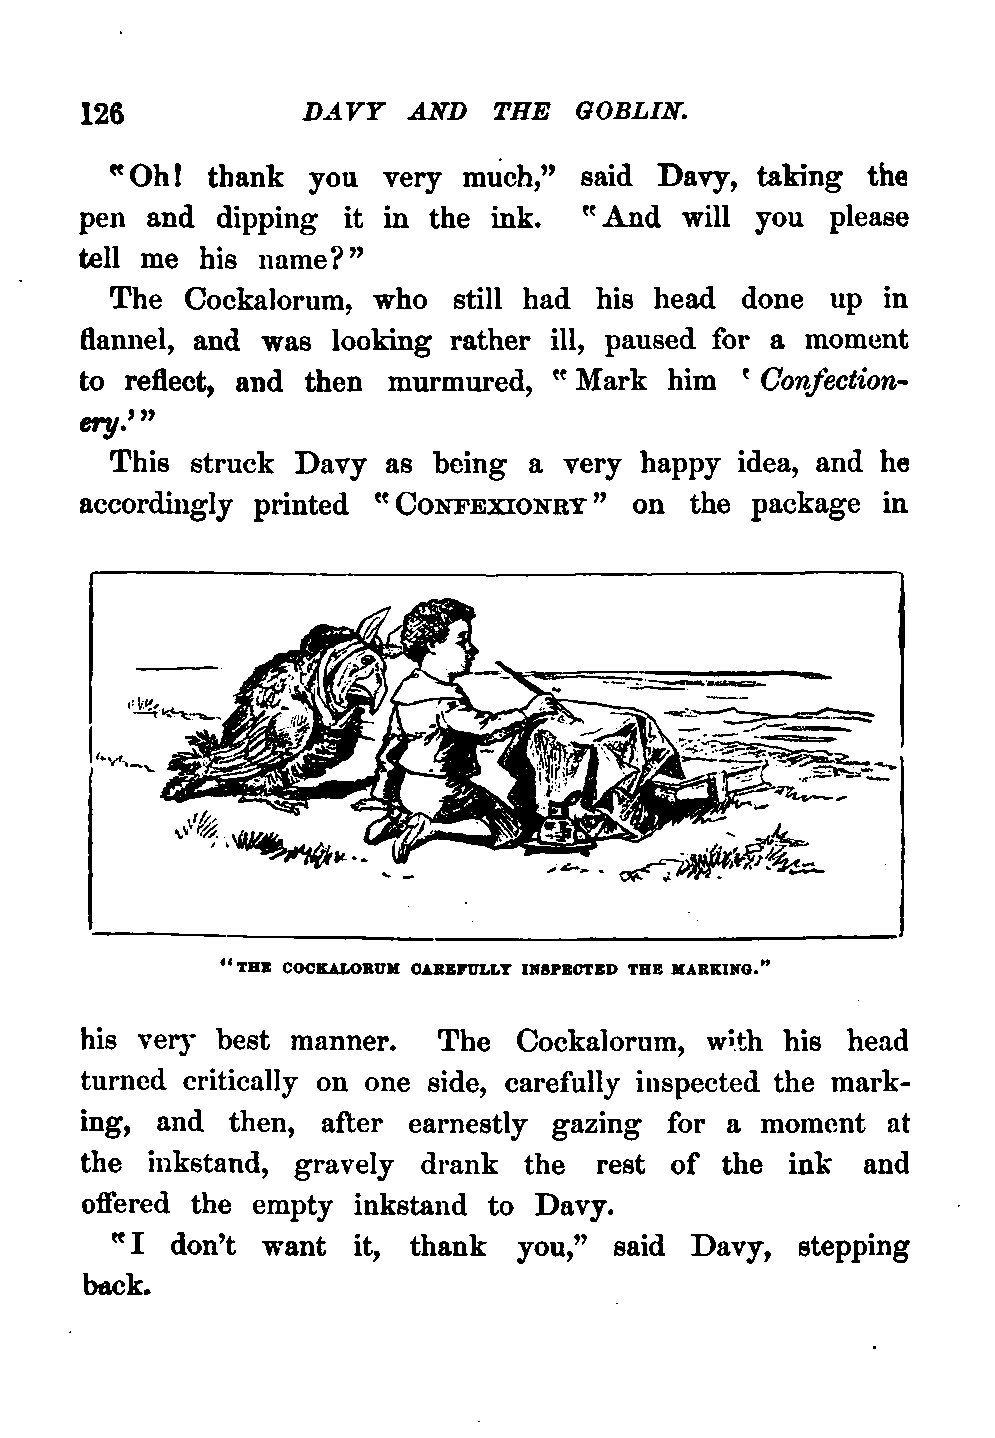 126 DAVY AND THE GOBLIN.
"Oh! thank you very much," said Davy, taking the
pen and dipping it in the ink. "And will you please
tell me his name?"
The Cockalorum, who still had his head done up in
flannel, and was looking rather ill, paused for a moment
to reflect, and then murmured, "Mark him 'Confection-
ery.'"
This struck Davy as being a very happy idea, and he
accordingly printed "CONFEXIONRY" on the package in
"THE COCKALORUM CAREFULLY INSPECTED THE MARKING."
his very best manner. The Cockalorum, with his head
turned critically on one side, carefully inspected the mark-
ing, and then, after earnestly gazing for a moment at
the inkstand, gravely drank the rest of the ink and
offered the empty inkstand to Davy.
"I don't want it, thank you," said Davy, stepping
back.